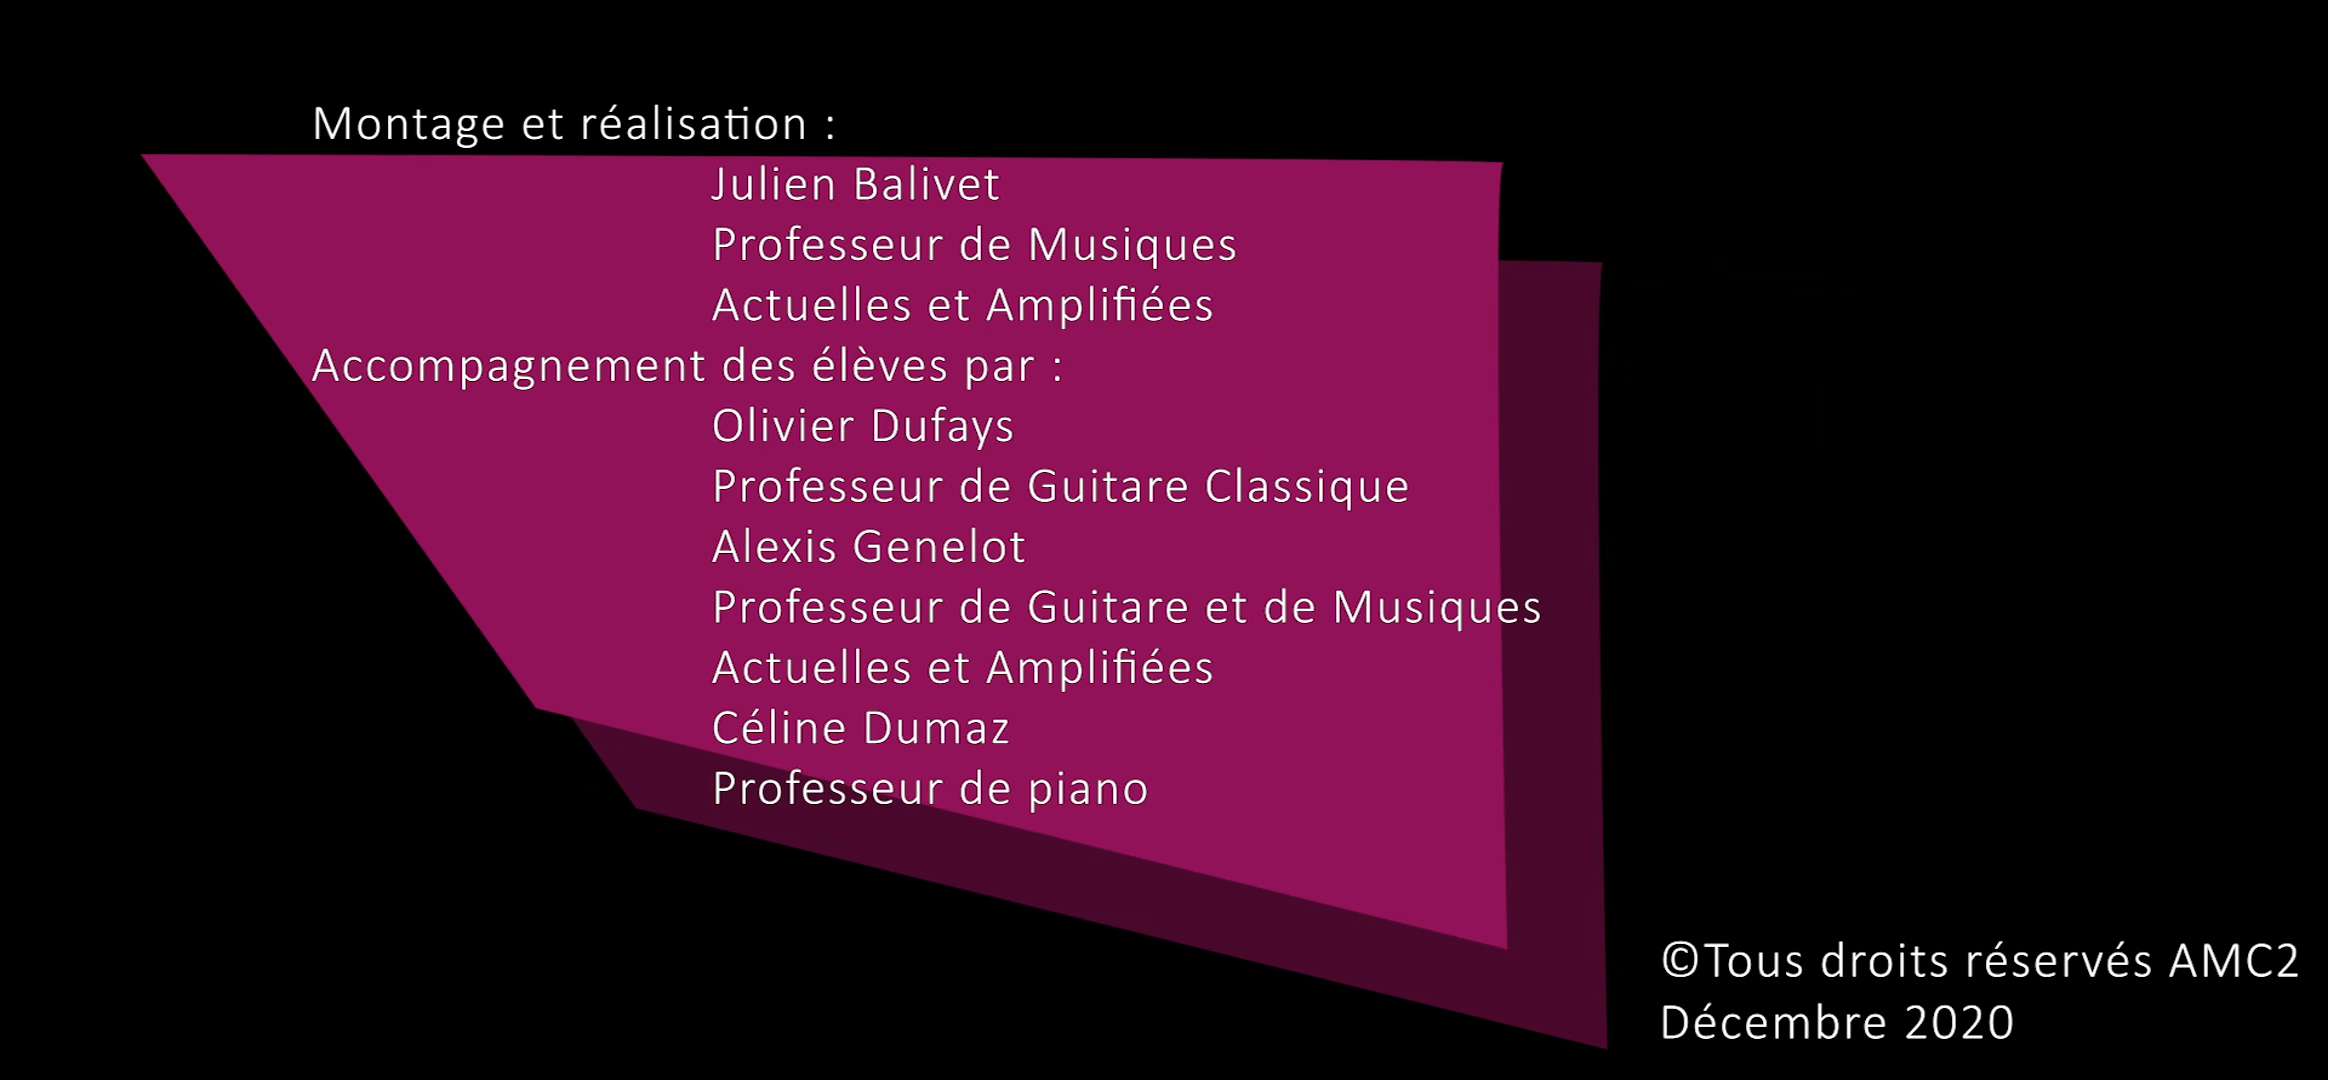 Montage et réalisation :
Julien Balivet
Professeur de Musiques
Actuelles et Amplifiées
Accompagnement des élèves par :
Olivier Dufays
Professeur de Guitare Classique
Alexis Genelot
Professeur de Guitare et de Musiques
Actuelles et Amplifiées
Céline Dumaz
Professeur de piano
©Tous droits réservés AMC2
Décembre 2020